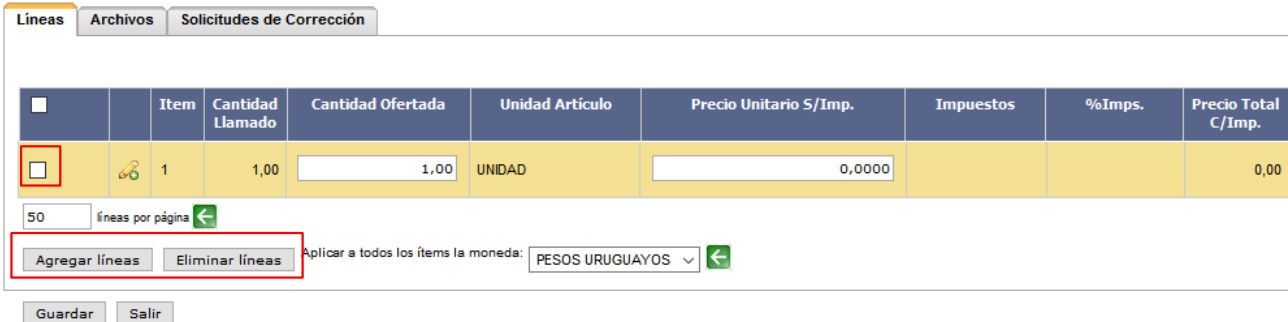 Líneas Archivos Solicitudes de Corrección
Item Cantidad Llamado Cantidad Ofertada Unidad Artículo Precio Unitario S/Imp. Impuestos %Imps. Precio Total C/Imp.
1 1,00 1,00 UNIDAD 0,0000 0,00
50 líneas por página
Agregar líneas Eliminar líneas Aplicar a todos los ítems la moneda: PESOS URUGUAYOS
Guardar Salir